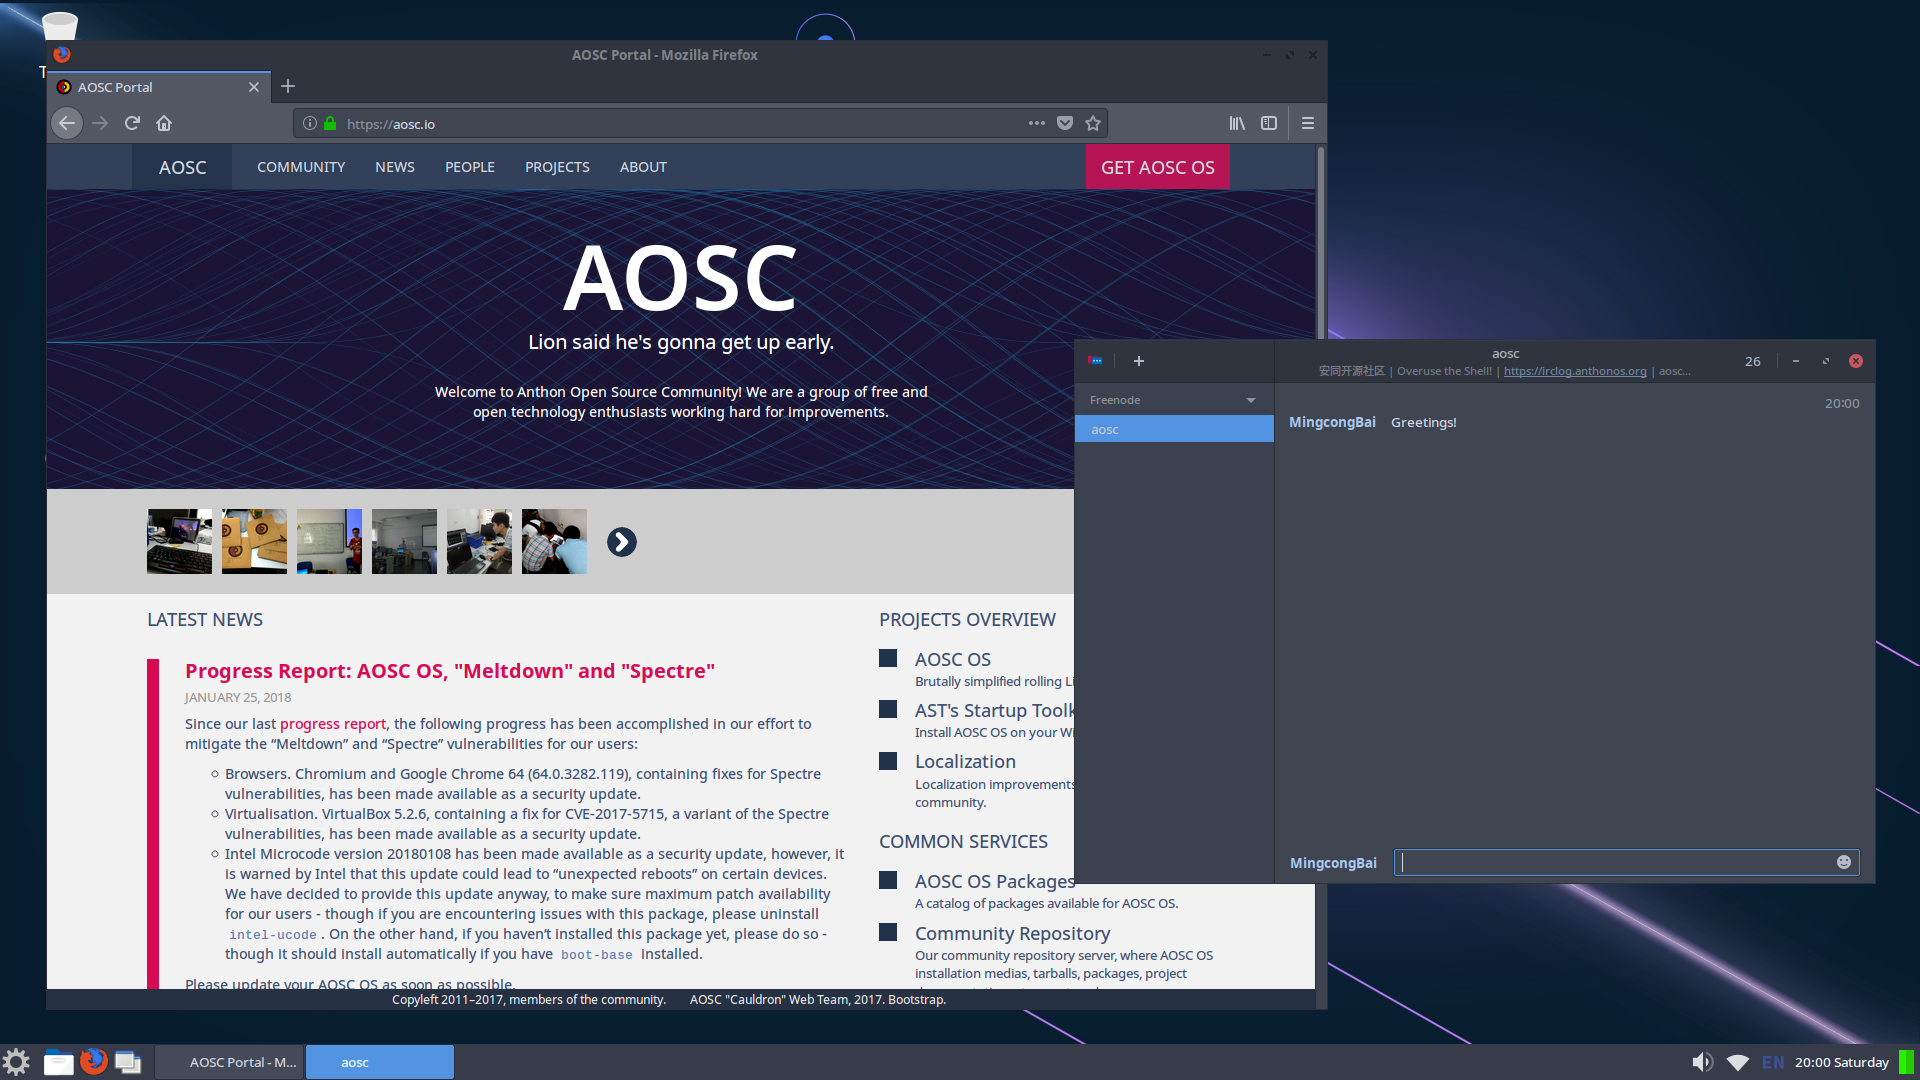 T
AOSC Portal - Mozilla Firefox
AOSC Portal
https://aosc.io
AOSC
COMMUNITY
NEWS
PEOPLE
PROJECTS
ABOUT
GET AOSC OS
AOSC
Lion said he's gonna get up early.
Welcome to Anthon Open Source Community! We are a group of free and
open technology enthusiasts working hard for improvements.
LATEST NEWS
Progress Report: AOSC OS, "Meltdown" and "Spectre"
JANUARY 25, 2018
Since our last progress report, the following progress has been accomplished in our effort to
mitigate the “Meltdown” and “Spectre” vulnerabilities for our users:
Browsers. Chromium and Google Chrome 64 (64.0.3282.119), containing fixes for Spectre
vulnerabilities, has been made available as a security update.
Virtualisation. VirtualBox 5.2.6, containing a fix for CVE-2017-5715, a variant of the Spectre
vulnerabilities, has been made available as a security update.
Intel Microcode version 20180108 has been made available as a security update, however, it
is warned by Intel that this update could lead to “unexpected reboots” on certain devices.
We have decided to provide this update anyway, to make sure maximum patch availability
for our users - though if you are encountering issues with this package, please uninstall
intel-ucode . On the other hand, if you haven’t installed this package yet, please do so -
though it should install automatically if you have boot-base installed.
Please update your AOSC OS as soon as possible.
PROJECTS OVERVIEW
AOSC OS
Brutally simplified rolling Li
AST's Startup Toolk
Install AOSC OS on your Wi
Localization
Localization improvements
community.
COMMON SERVICES
AOSC OS Packages
A catalog of packages available for AOSC OS.
Community Repository
Our community repository server, where AOSC OS
installation medias, tarballs, packages, project
Copyleft 2011–2017, members of the community.
AOSC "Cauldron" Web Team, 2017. Bootstrap.
aosc
安同开源社区 | Overuse the Shell! | https://irclog.anthonos.org | aosc...
26
Freenode
aosc
20:00
MingcongBai Greetings!
MingcongBai
AOSC Portal - M...
aosc
EN
20:00 Saturday